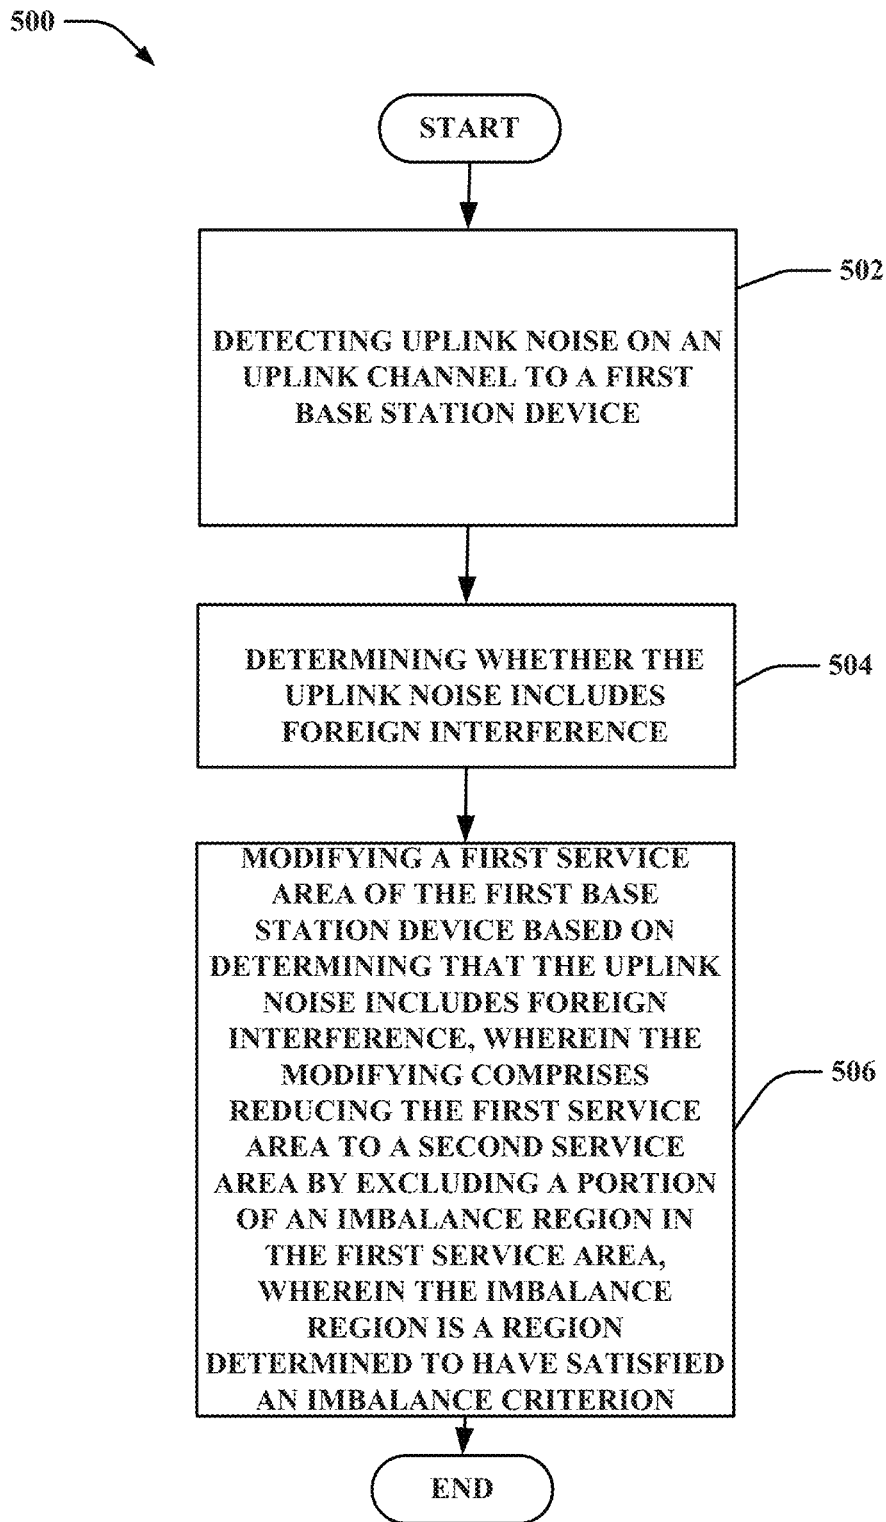 500
START
502
DETECTING UPLINK NOISE ON AN
UPLINK CHANNEL TO A FIRST
BASE STATION DEVICE
DETERMINING WHETHER THE
UPLINK NOISE INCLUDES
FOREIGN INTERFERENCE
504
MODIFYING A FIRST SERVICE
AREA OF THE FIRST BASE
STATION DEVICE BASED ON
DETERMINING THAT THE UPLINK
NOISE INCLUDES FOREIGN
INTERFERENCE, WHEREIN THE
MODIFYING COMPRISES
REDUCING THE FIRST SERVICE
AREA TO A SECOND SERVICE
AREA BY EXCLUDING A PORTION
OF AN IMBALANCE REGION IN
THE FIRST SERVICE AREA,
WHEREIN THE IMBALANCE
REGION IS A REGION
DETERMINED TO HAVE SATISFIED
AN IMBALANCE CRITERION
506
END